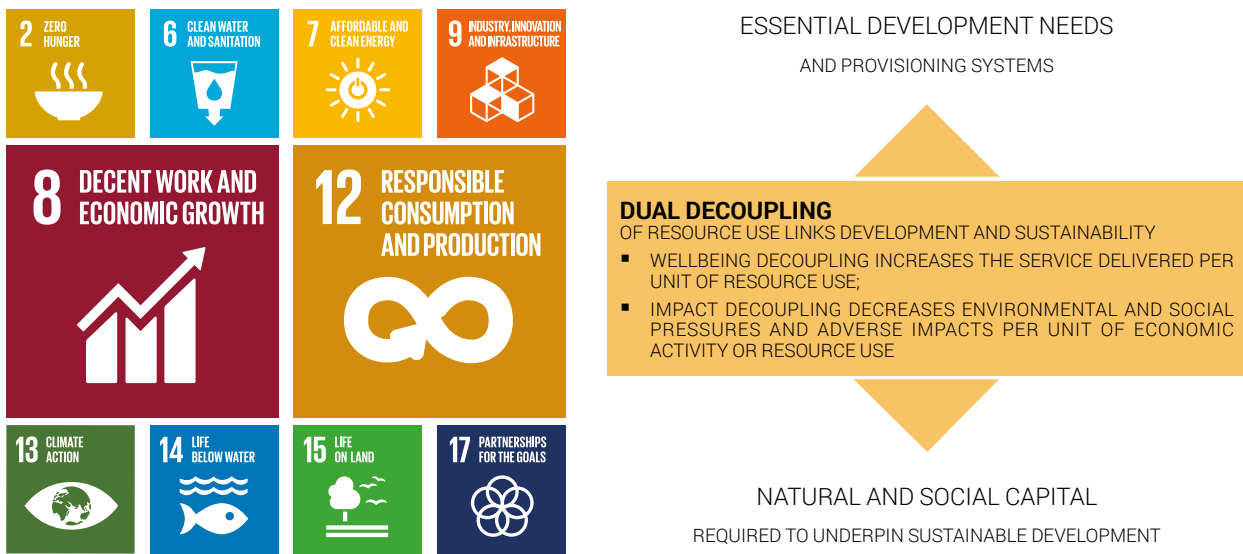 2 ZERO
HUNGER
6 CLEAN WATER
AND SANITATION
7 AFFORDABLE AND
CLEAN ENERGY
9 INDUSTRY, INNOVATION
AND INFRASTRUCTURE
8 DECENT WORK AND
ECONOMIC GROWTH
12 RESPONSIBLE
CONSUMPTION
AND PRODUCTION
13 CLIMATE
ACTION
14 LIFE
BELOW WATER
15 LIFE
ON LAND
17 PARTNERSHIPS
FOR THE GOALS
ESSENTIAL DEVELOPMENT NEEDS
AND PROVISIONING SYSTEMS
DUAL DECOUPLING
OF RESOURCE USE LINKS DEVELOPMENT AND SUSTAINABILITY
▪ WELLBEING DECOUPLING INCREASES THE SERVICE DELIVERED PER
UNIT OF RESOURCE USE;
▪ IMPACT DECOUPLING DECREASES ENVIRONMENTAL AND SOCIAL
PRESSURES AND ADVERSE IMPACTS PER UNIT OF ECONOMIC
ACTIVITY OR RESOURCE USE
NATURAL AND SOCIAL CAPITAL
REQUIRED TO UNDERPIN SUSTAINABLE DEVELOPMENT